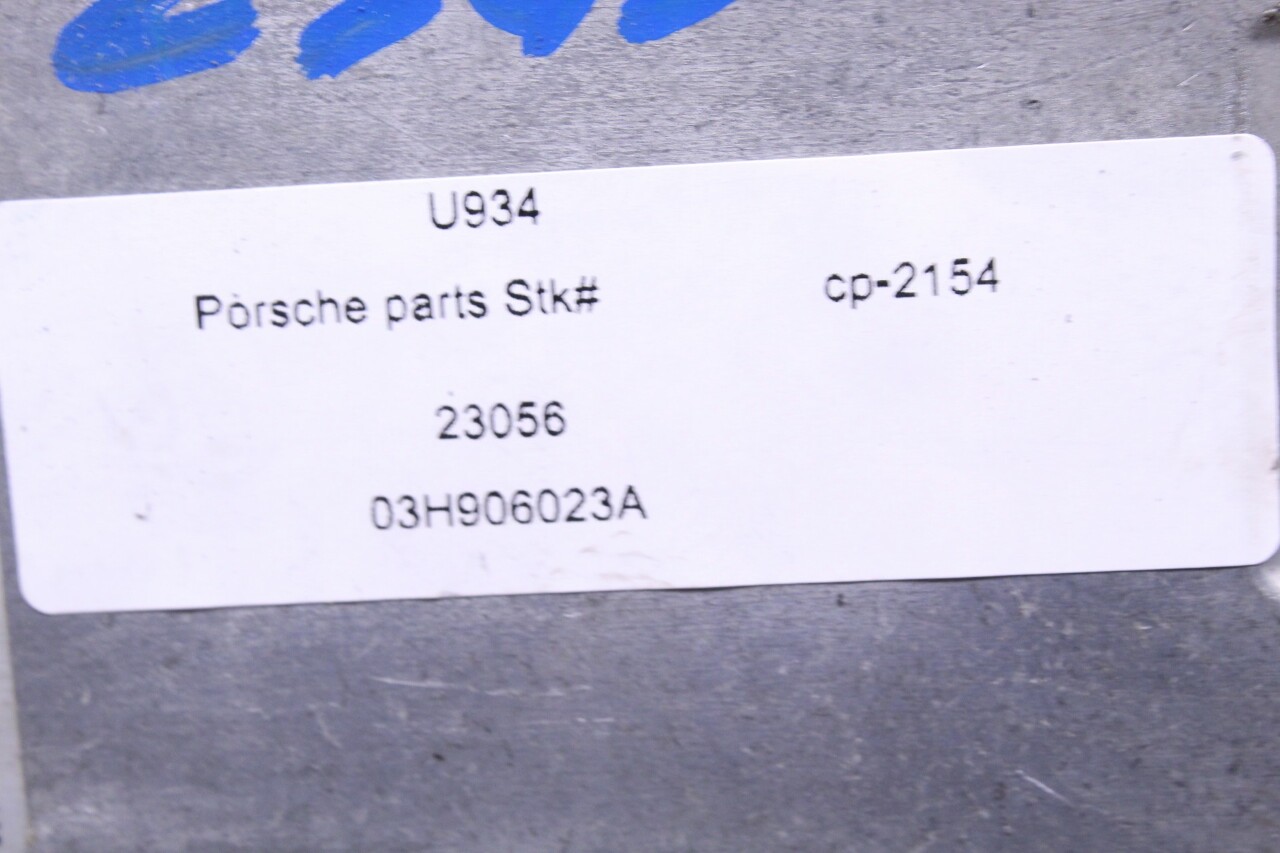 U934
Porsche parts Stk# cp-2154
23056
03H906023A